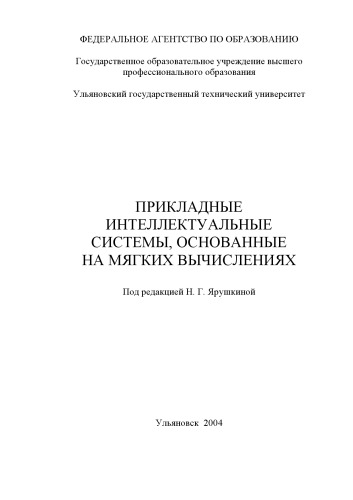 ФЕДЕРАЛЬНОЕ АГЕНТСТВО ПО ОБРАЗОВАНИЮ
Государственное образовательное учреждение высшего
профессионального образования
Ульяновский государственный технический университет
ПРИКЛАДНЫЕ
ИНТЕЛЛЕКТУАЛЬНЫЕ
СИСТЕМЫ, ОСНОВАННЫЕ
НА МЯГКИХ ВЫЧИСЛЕНИЯХ
Под редакцией Н. Г. Ярушкиной
Ульяновск 2004